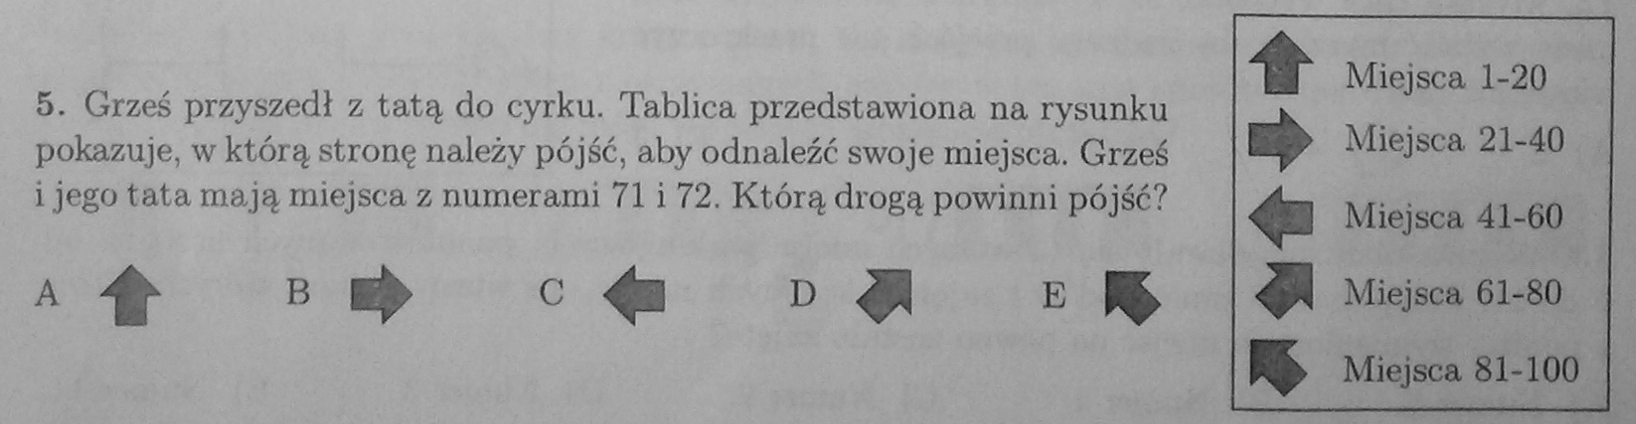 5. Grześ przyszedł z tatą do cyrku. Tablica przedstawiona na rysunku
pokazuje, w którą stronę należy pójść, aby odnaleźć swoje miejsca. Grześ
i jego tata mają miejsca z numerami 71 i 72. Którą drogą powinni pójść?
A B C D E
Miejsca 1-20
Miejsca 21-40
Miejsca 41-60
Miejsca 61-80
Miejsca 81-100